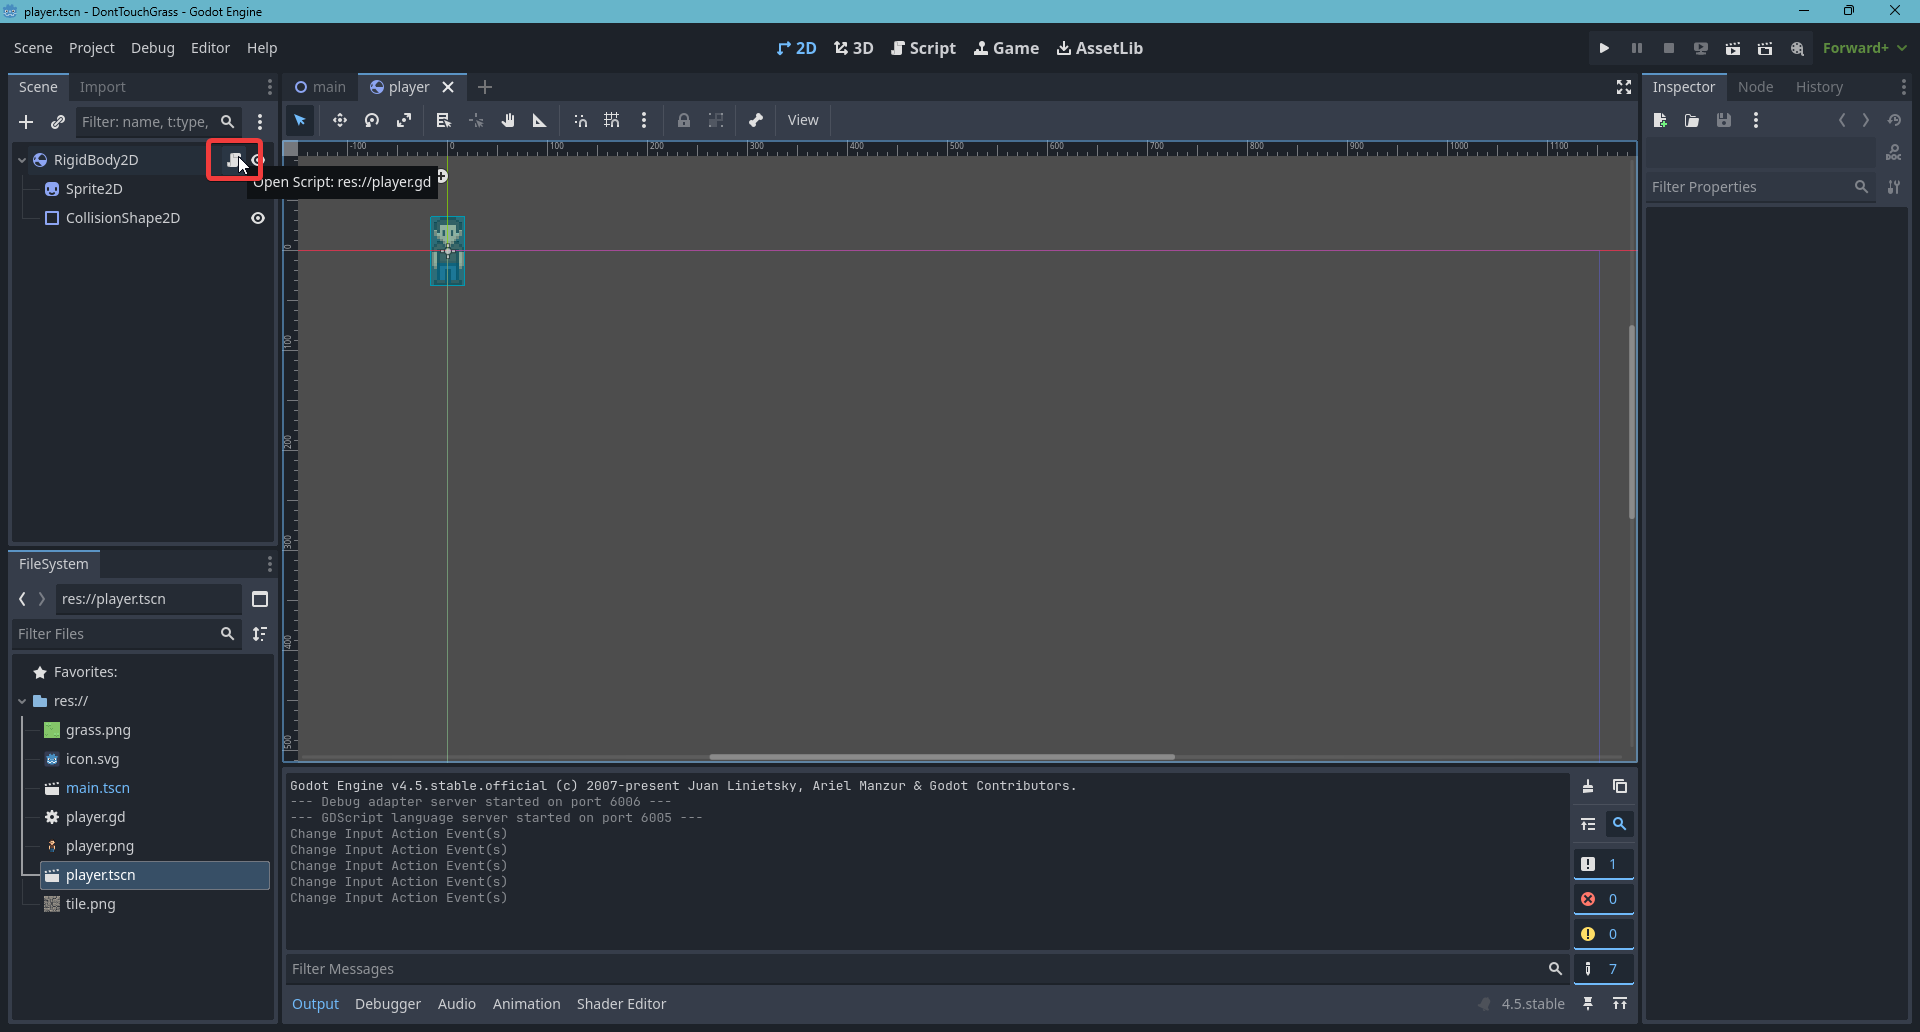 player.tscn - DontTouchGrass - Godot Engine
Scene Project Debug Editor Help
2D 3D Script Game AssetLib
Forward+
Scene Import
Filter: name, t:type,
RigidBody2D
Sprite2D
CollisionShape2D
Open Script: res://player.gd
main player
View
-100 0 100 200 300 400 500 600 700 800 900 1000 1100
0
100
200
300
400
500
FileSystem
res://player.tscn
Filter Files
Favorites:
res://
grass.png
icon.svg
main.tscn
player.gd
player.png
player.tscn
tile.png
Godot Engine v4.5.stable.official (c) 2007-present Juan Linietsky, Ariel Manzur & Godot Contributors.
--- Debug adapter server started on port 6006 ---
--- GDScript language server started on port 6005 ---
Change Input Action Event(s)
Change Input Action Event(s)
Change Input Action Event(s)
Change Input Action Event(s)
Change Input Action Event(s)
1
0
0
7
Filter Messages
Output Debugger Audio Animation Shader Editor
4.5.stable
Inspector Node History
Filter Properties